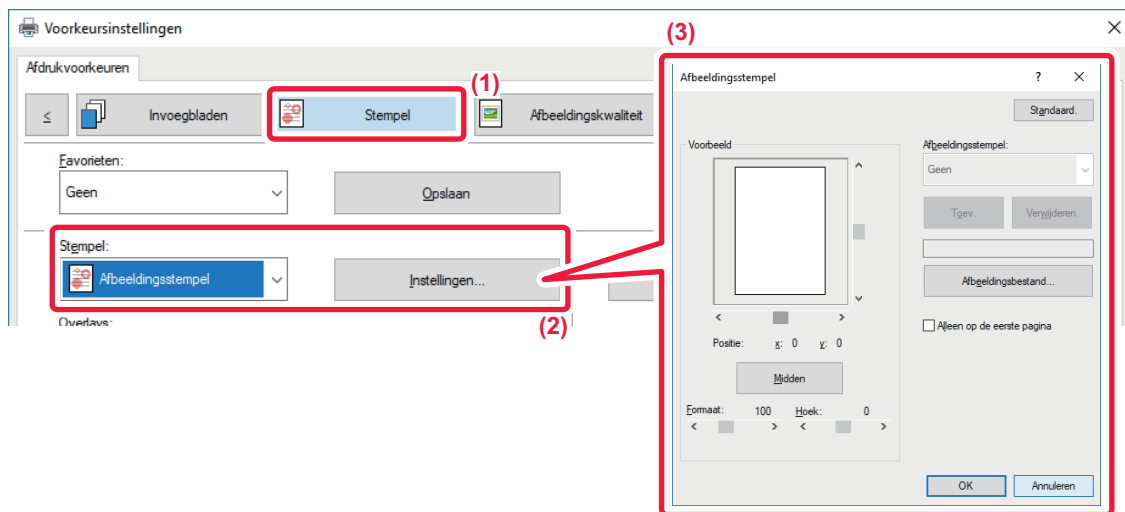 Voorkeursinstellingen
(3)
Afdrukvoorkeuren
(1)
≤ Invoegbladen Stempel Afbeeldingskwaliteit
Favorieten:
Geen Opslaan
Stempel:
Afbeeldingsstempel Instellingen...
Overlays:
(2)
Afbeeldingsstempel ?
Standaard.
Voorbeeld
Afbeeldingsstempel:
Geen
Toev. Verwijderen
Afbeeldingsbestand...
Alleen op de eerste pagina
Positie: x: 0 y: 0
Midden
Formaat: 100 Hoek: 0
OK Annuleren